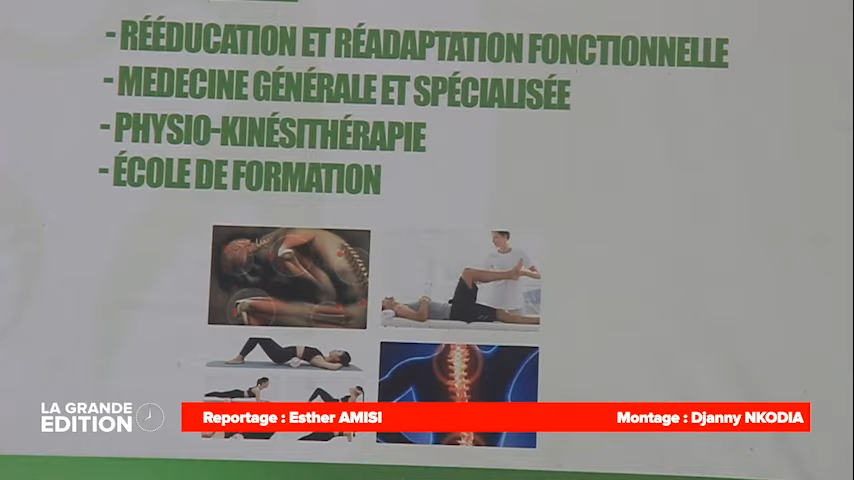 - RÉÉDUCATION ET RÉADAPTATION FONCTIONNELLE
- MEDECINE GÉNÉRALE ET SPÉCIALISÉE
- PHYSIO-KINÉSITHÉRAPIE
- ÉCOLE DE FORMATION
LA GRANDE
EDITION
Reportage : Esther AMISI
Montage : Djanny NKODIA